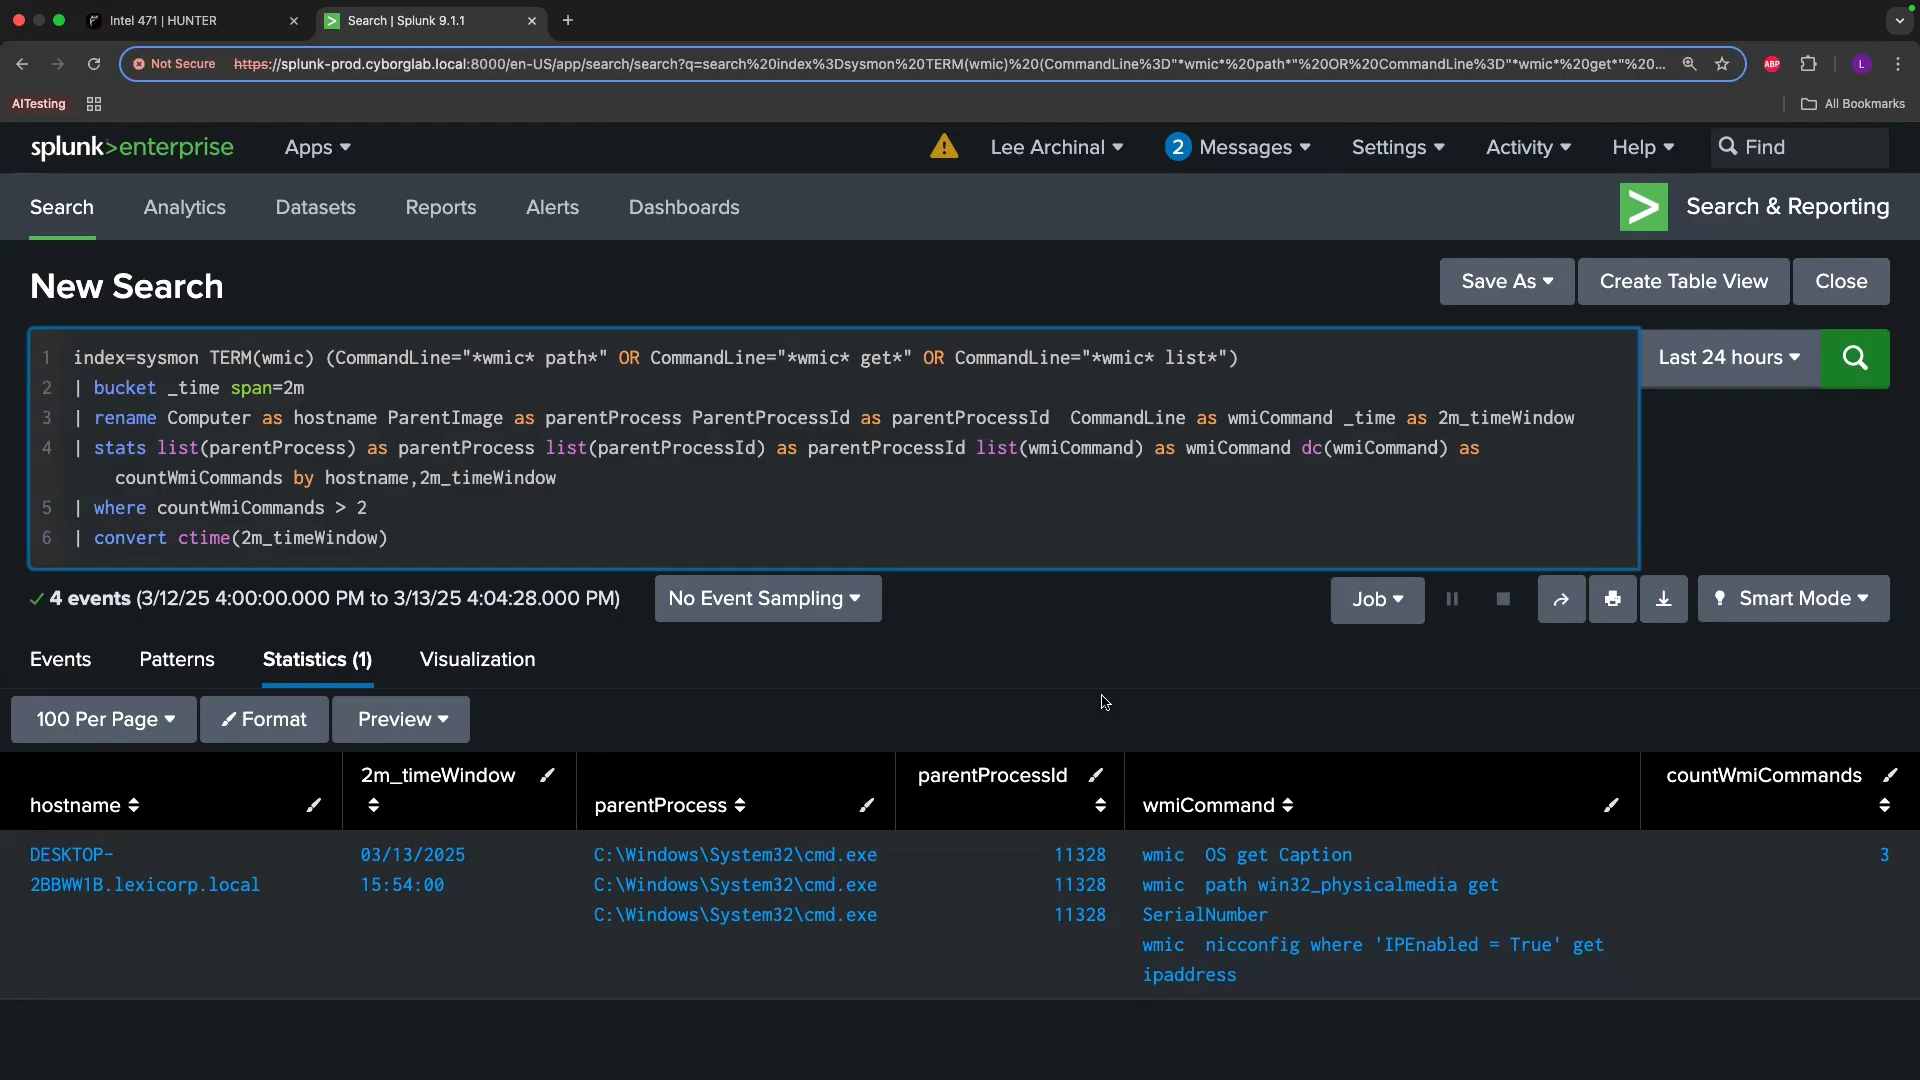 Intel 471 | HUNTER
Search | Splunk 9.1.1
Not Secure https://splunk-prod.cyborglab.local:8000/en-US/app/search/search?q=search%20index%3Dsysmon%20TERM(wmic)%20(CommandLine%3D"*wmic*%20path*"%20OR%20CommandLine%3D"*wmic*%20get*"%20...
ABP
L
AITesting
All Bookmarks
splunk>enterprise Apps Lee Archinal 2 Messages Settings Activity Help Find
Search Analytics Datasets Reports Alerts Dashboards > Search & Reporting
New Search
Save As Create Table View Close
1 index=sysmon TERM(wmic) (CommandLine="*wmic* path*" OR CommandLine="*wmic* get*" OR CommandLine="*wmic* list*")
Last 24 hours
2 | bucket _time span=2m
3 | rename Computer as hostname ParentImage as parentProcess ParentProcessId as parentProcessId  CommandLine as wmiCommand _time as 2m_timeWindow
4 | stats list(parentProcess) as parentProcess list(parentProcessId) as parentProcessId list(wmiCommand) as wmiCommand dc(wmiCommand) as
countWmiCommands by hostname,2m_timeWindow
5 | where countWmiCommands > 2
6 | convert ctime(2m_timeWindow)
4 events (3/12/25 4:00:00.000 PM to 3/13/25 4:04:28.000 PM) No Event Sampling Job Smart Mode
Events Patterns Statistics (1) Visualization
100 Per Page Format Preview
hostname 2m_timeWindow parentProcess parentProcessId wmiCommand countWmiCommands
DESKTOP- 03/13/2025 C:\Windows\System32\cmd.exe 11328 wmic  OS get Caption 3
2BBWW1B.lexicorp.local 15:54:00 C:\Windows\System32\cmd.exe 11328 wmic  path win32_physicalmedia get
C:\Windows\System32\cmd.exe 11328 SerialNumber
wmic  nicconfig where 'IPEnabled = True' get
ipaddress